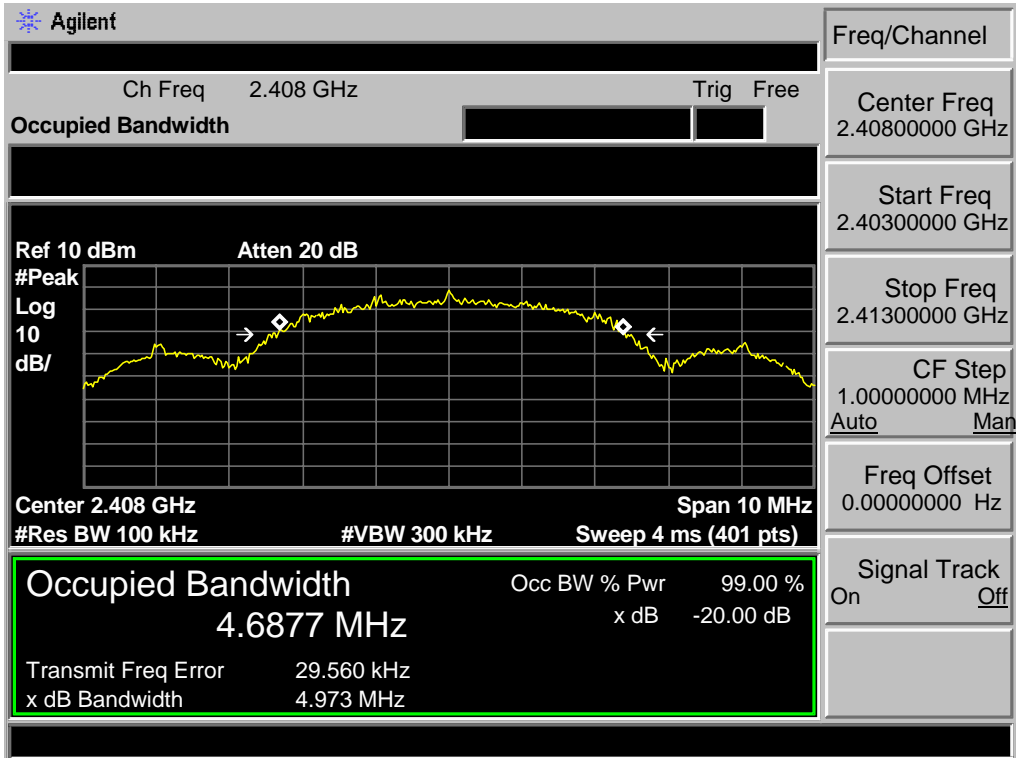 Agilent
Freq/Channel
Ch Freq 2.408 GHz Trig Free
Occupied Bandwidth
Center Freq
2.40800000 GHz
Start Freq
2.40300000 GHz
Stop Freq
2.41300000 GHz
CF Step
1.00000000 MHz
Auto Man
Freq Offset
0.00000000 Hz
Signal Track
On Off
Ref 10 dBm Atten 20 dB
#Peak
Log
10
dB/
Center 2.408 GHz Span 10 MHz
#Res BW 100 kHz #VBW 300 kHz Sweep 4 ms (401 pts)
Occupied Bandwidth Occ BW % Pwr 99.00 %
4.6877 MHz x dB -20.00 dB
Transmit Freq Error 29.560 kHz
x dB Bandwidth 4.973 MHz